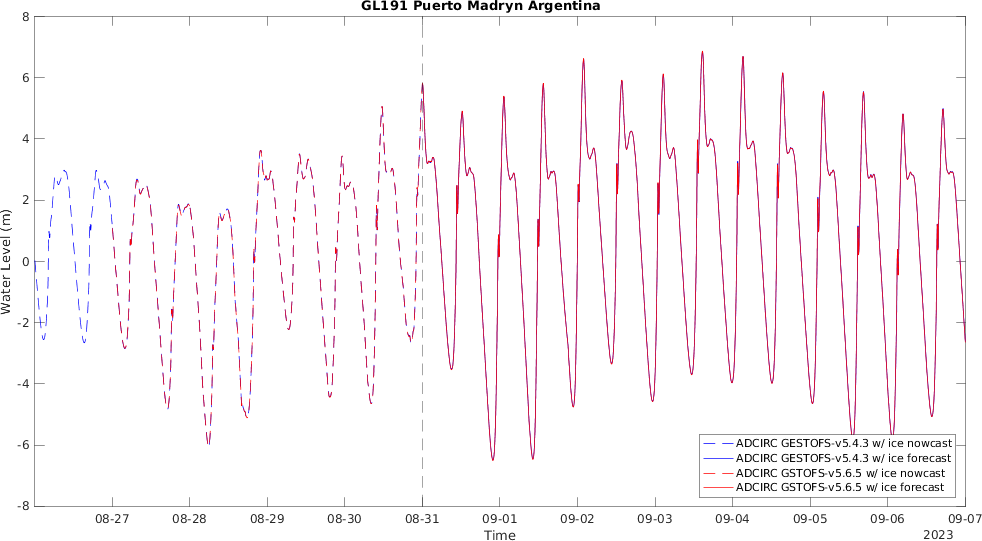 GL191 Puerto Madryn Argentina
8
6
4
2
0
-2
-4
-6
-8
Water Level (m)
08-27 08-28 08-29 08-30 08-31 09-01 09-02 09-03 09-04 09-05 09-06 09-07
Time
2023
ADCIRC GESTOFS-v5.4.3 w/ ice nowcast
ADCIRC GESTOFS-v5.4.3 w/ ice forecast
ADCIRC GSTOFS-v5.6.5 w/ ice nowcast
ADCIRC GSTOFS-v5.6.5 w/ ice forecast